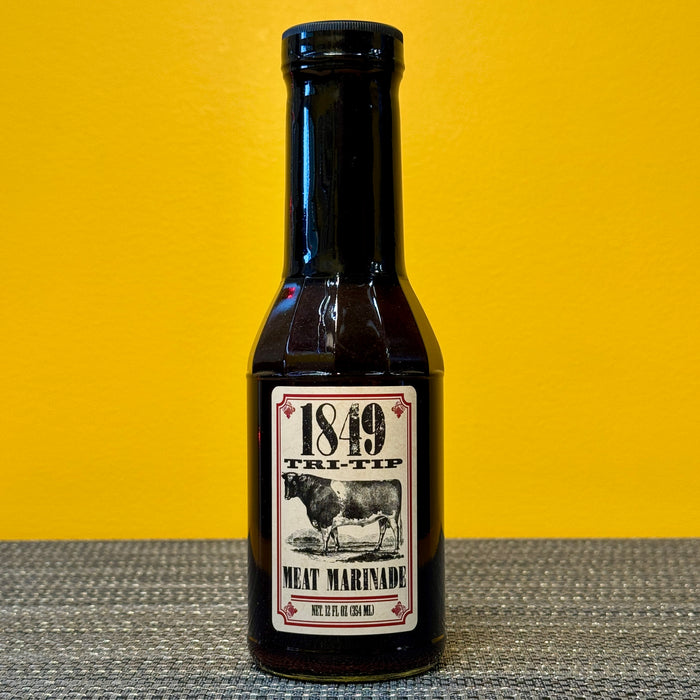 1849
TRI-TIP
MEAT MARINADE
NET. 12 FL OZ (354 ML)